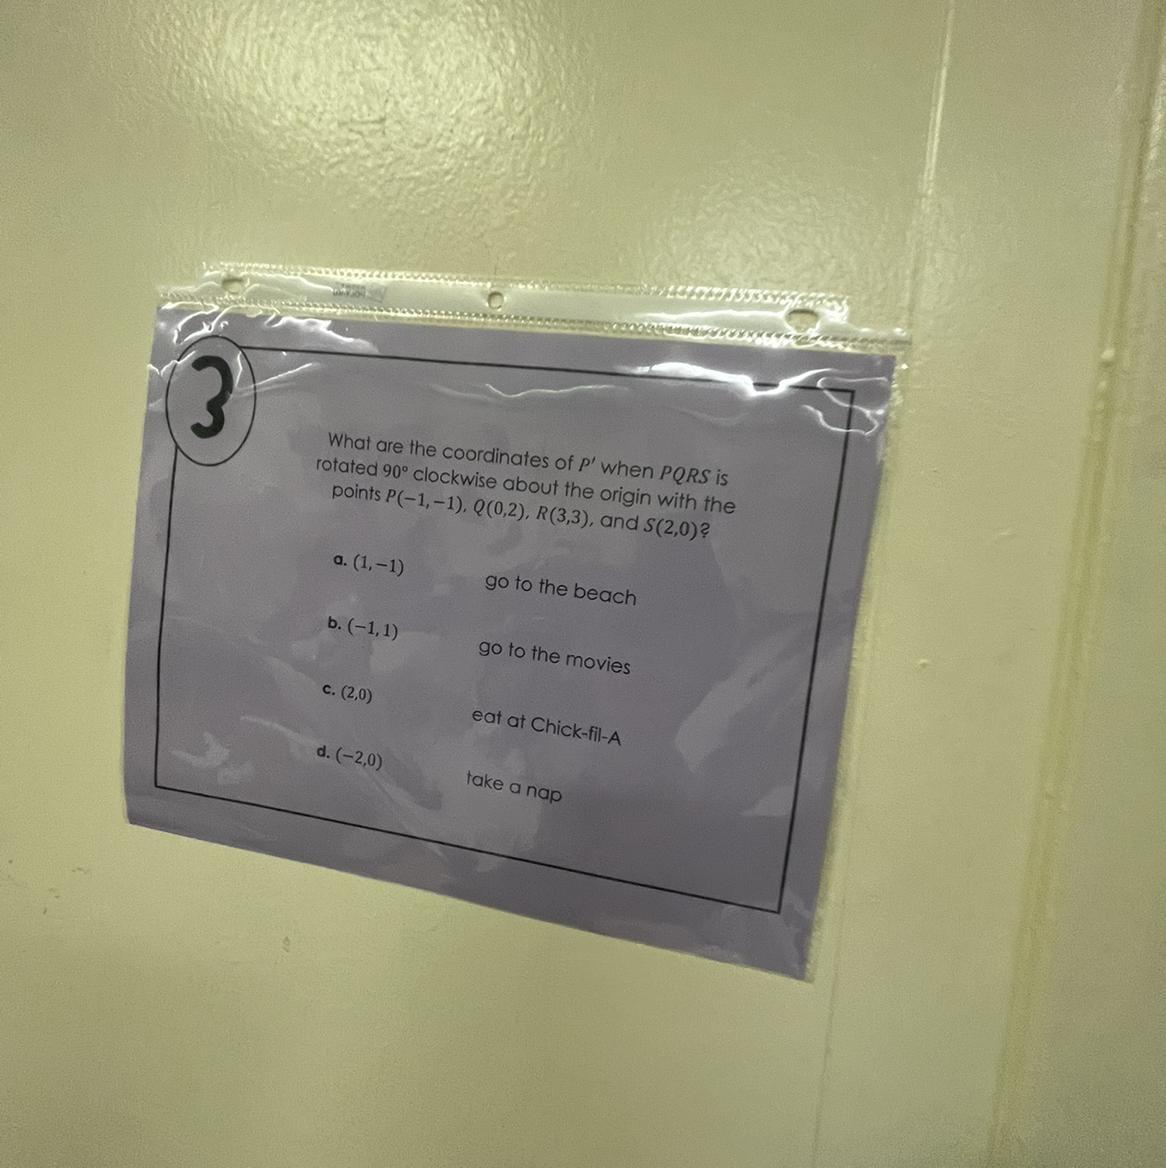 3
What are the coordinates of P′ when PQRS is
rotated 90° clockwise about the origin with the
points P(−1,−1), Q(0,2), R(3,3), and S(2,0)?
a. (1,−1) go to the beach
b. (−1,1) go to the movies
c. (2,0) eat at Chick-fil-A
d. (−2,0) take a nap